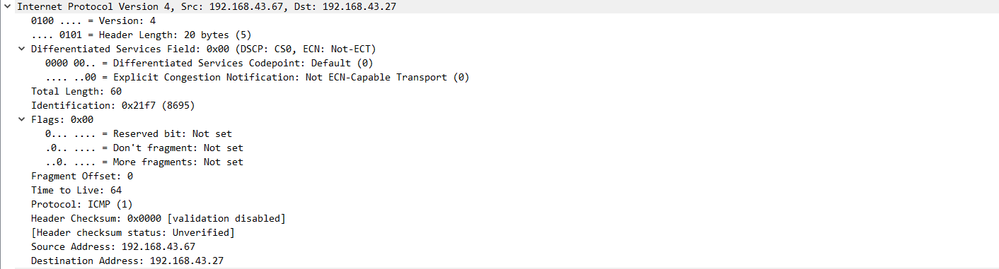 Internet Protocol Version 4, Src: 192.168.43.67, Dst: 192.168.43.27
0100 .... = Version: 4
.... 0101 = Header Length: 20 bytes (5)
Differentiated Services Field: 0x00 (DSCP: CS0, ECN: Not-ECT)
0000 00.. = Differentiated Services Codepoint: Default (0)
.... ..00 = Explicit Congestion Notification: Not ECN-Capable Transport (0)
Total Length: 60
Identification: 0x21f7 (8695)
Flags: 0x00
0... .... = Reserved bit: Not set
.0.. .... = Don't fragment: Not set
..0. .... = More fragments: Not set
Fragment Offset: 0
Time to Live: 64
Protocol: ICMP (1)
Header Checksum: 0x0000 [validation disabled]
[Header checksum status: Unverified]
Source Address: 192.168.43.67
Destination Address: 192.168.43.27